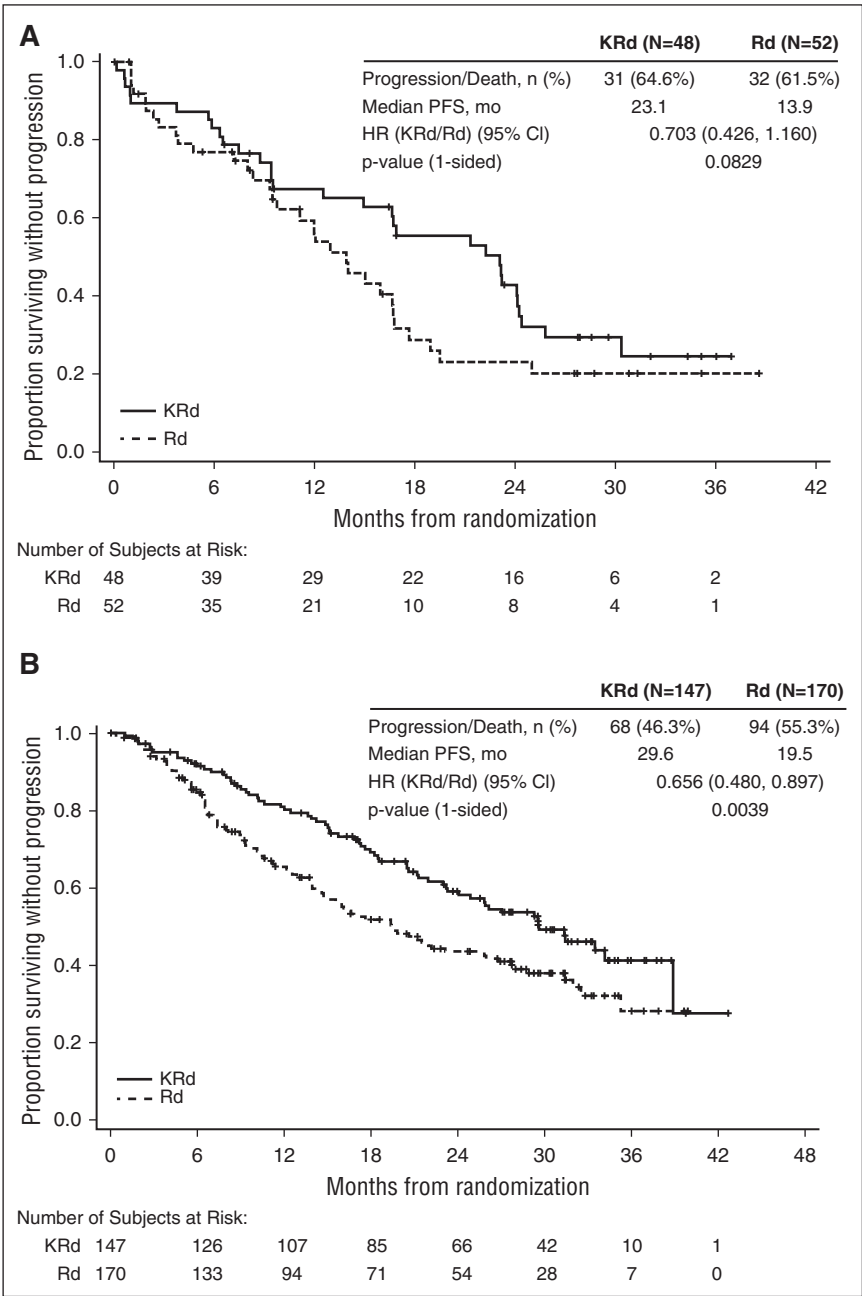 A
KRd (N=48) Rd (N=52)
Progression/Death, n (%) 31 (64.6%) 32 (61.5%)
Median PFS, mo 23.1 13.9
HR (KRd/Rd) (95% CI) 0.703 (0.426, 1.160)
p-value (1-sided) 0.0829
Proportion surviving without progression
1.0
0.8
0.6
0.4
0.2
0.0
KRd
Rd
0 6 12 18 24 30 36 42
Months from randomization
Number of Subjects at Risk:
KRd 48 39 29 22 16 6 2
Rd 52 35 21 10 8 4 1
B
KRd (N=147) Rd (N=170)
Progression/Death, n (%) 68 (46.3%) 94 (55.3%)
Median PFS, mo 29.6 19.5
HR (KRd/Rd) (95% CI) 0.656 (0.480, 0.897)
p-value (1-sided) 0.0039
Proportion surviving without progression
1.0
0.8
0.6
0.4
0.2
0.0
KRd
Rd
0 6 12 18 24 30 36 42 48
Months from randomization
Number of Subjects at Risk:
KRd 147 126 107 85 66 42 10 1
Rd 170 133 94 71 54 28 7 0